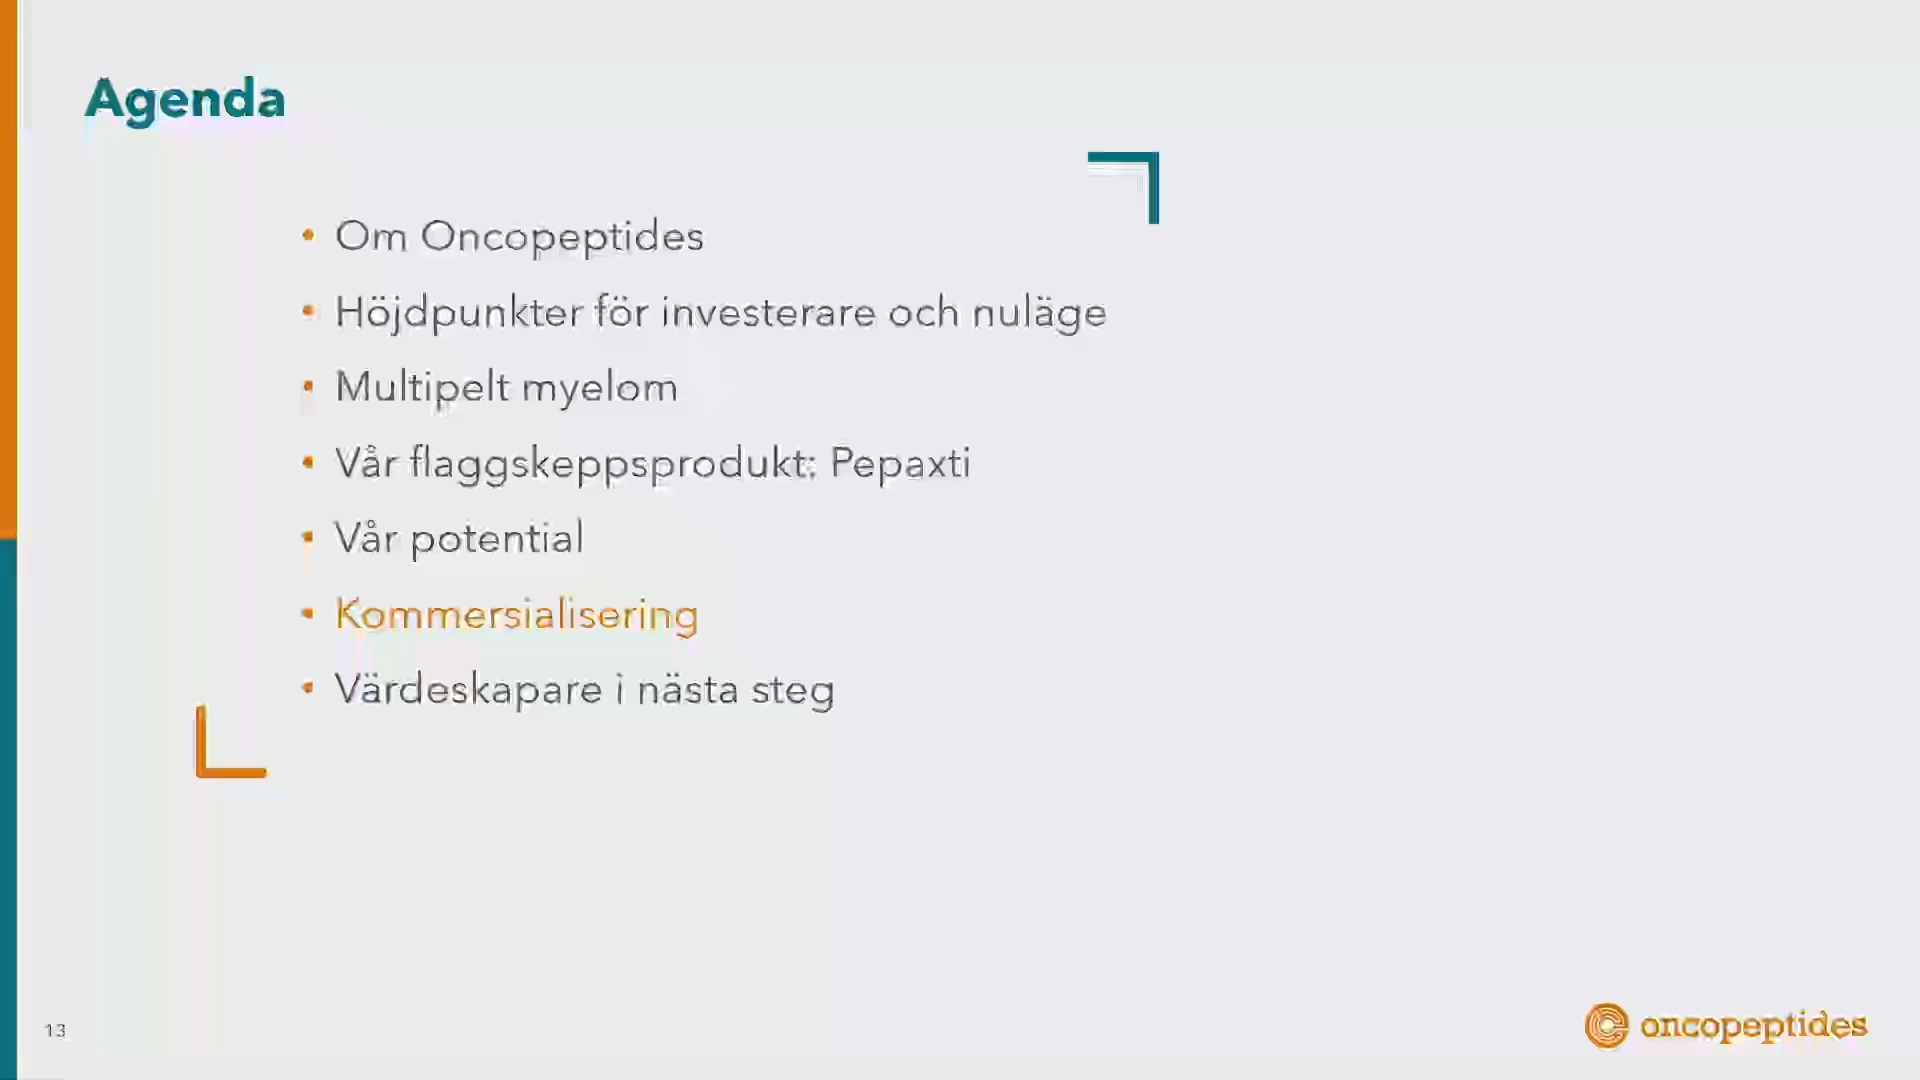 Agenda
• Om Oncopeptides
• Höjdpunkter för investerare och nuläge
• Multipelt myelom
• Vår flaggskeppsprodukt: Pepaxti
• Vår potential
• Kommersialisering
• Värdeskapare i nästa steg
13
oncopeptides